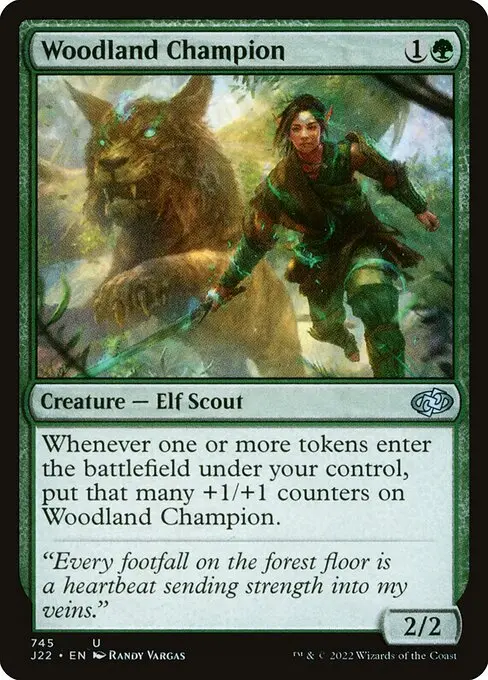 Woodland Champion 1
Creature — Elf Scout
Whenever one or more tokens enter
the battlefield under your control,
put that many +1/+1 counters on
Woodland Champion.
“Every footfall on the forest floor is
a heartbeat sending strength into my
veins.”
2/2
745 U
J22 • EN Randy Vargas
™ & © 2022 Wizards of the Coast